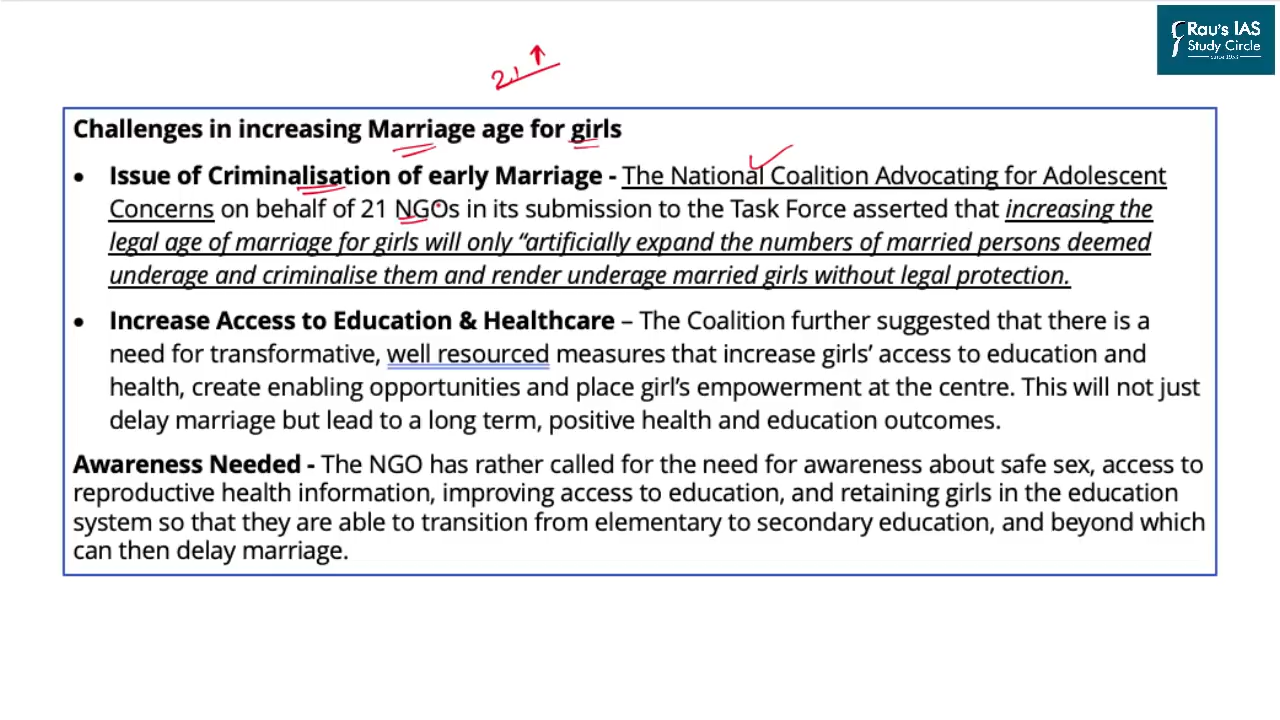 Rau's IAS
Study Circle
since 1953
21 ↑
Challenges in increasing Marriage age for girls
• Issue of Criminalisation of early Marriage - The National Coalition Advocating for Adolescent
Concerns on behalf of 21 NGOs in its submission to the Task Force asserted that increasing the
legal age of marriage for girls will only “artificially expand the numbers of married persons deemed
underage and criminalise them and render underage married girls without legal protection.
• Increase Access to Education & Healthcare – The Coalition further suggested that there is a
need for transformative, well resourced measures that increase girls’ access to education and
health, create enabling opportunities and place girl’s empowerment at the centre. This will not just
delay marriage but lead to a long term, positive health and education outcomes.
Awareness Needed - The NGO has rather called for the need for awareness about safe sex, access to
reproductive health information, improving access to education, and retaining girls in the education
system so that they are able to transition from elementary to secondary education, and beyond which
can then delay marriage.